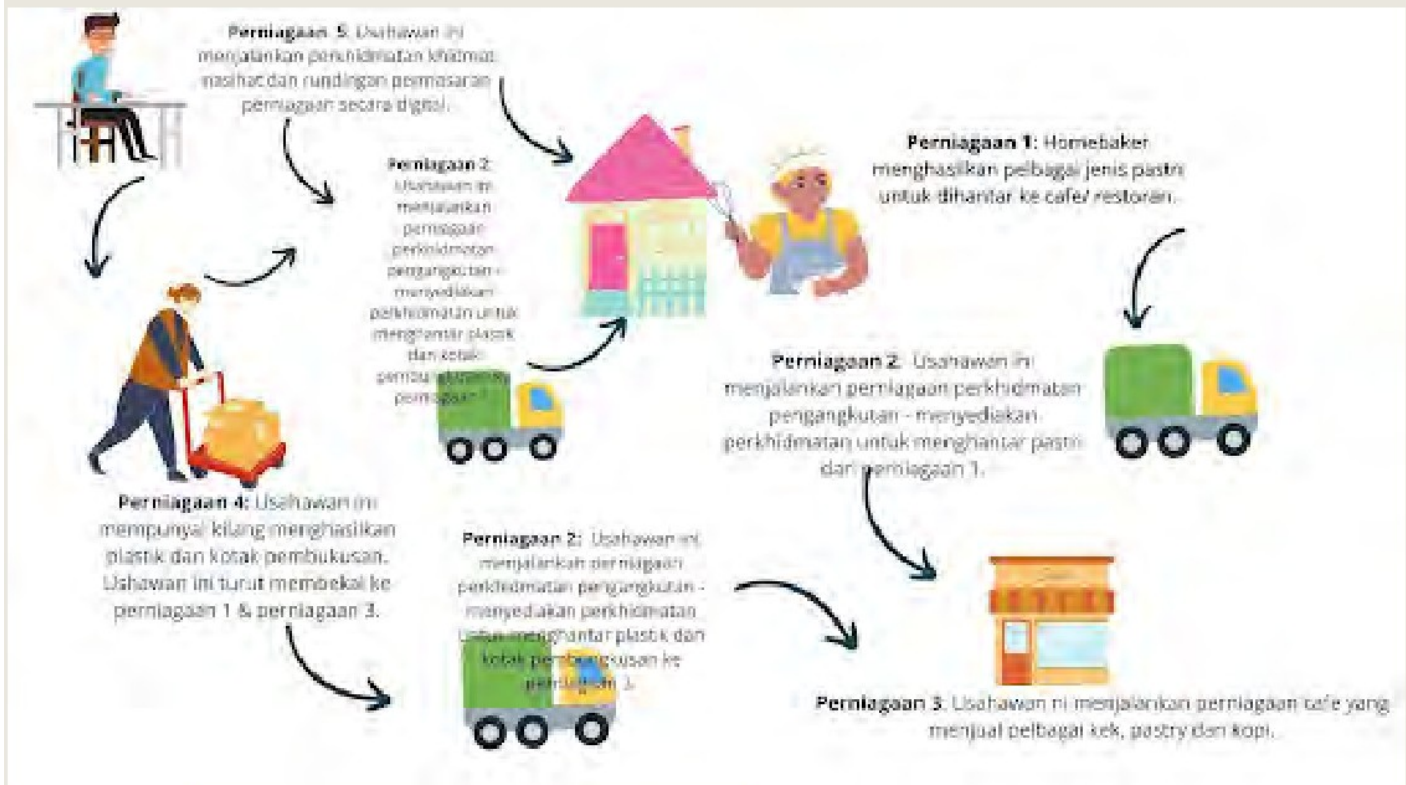 Perniagaan 5: Usahawan ini
menjalankan perkhidmatan khidmat
nasihat dan rundingan pemasaran
perniagaan secara digital.
Perniagaan 2:
Usahawan ini
menjalankan
perniagaan
perkhidmatan
pengangkutan -
menyediakan
perkhidmatan untuk
menghantar plastik
dan kotak
pembungkusan ke
perniagaan
Perniagaan 1: Homebaker
menghasilkan pelbagai jenis pastri
untuk dihantar ke cafe/ restoran.
Perniagaan 2: Usahawan ini
menjalankan perniagaan perkhidmatan
pengangkutan - menyediakan
perkhidmatan untuk menghantar pastri
dari perniagaan 1.
Perniagaan 4: Usahawan ini
mempunyai kilang menghasilkan
plastik dan kotak pembukusan.
Ushawan ini turut membekal ke
perniagaan 1 & perniagaan 3.
Perniagaan 2: Usahawan ini
menjalankan perniagaan
perkhidmatan pengangkutan -
menyediakan perkhidmatan
untuk menghantar plastik dan
kotak pembungkusan ke
perniagaan 3.
Perniagaan 3: Usahawan ni menjalankan perniagaan cafe yang
menjual pelbagai kek, pastry dan kopi.